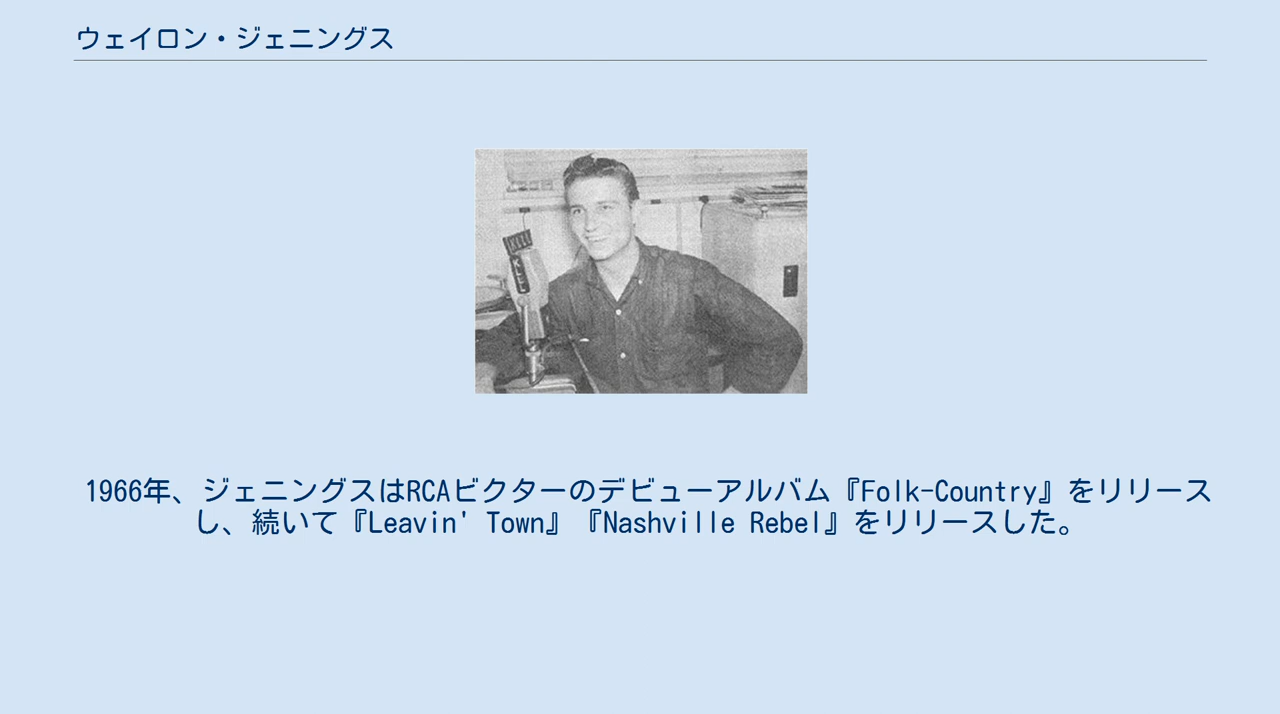 ウェイロン・ジェニングス
1966年、ジェニングスはRCAビクターのデビューアルバム『Folk-Country』をリリース
し、続いて『Leavin' Town』『Nashville Rebel』をリリースした。